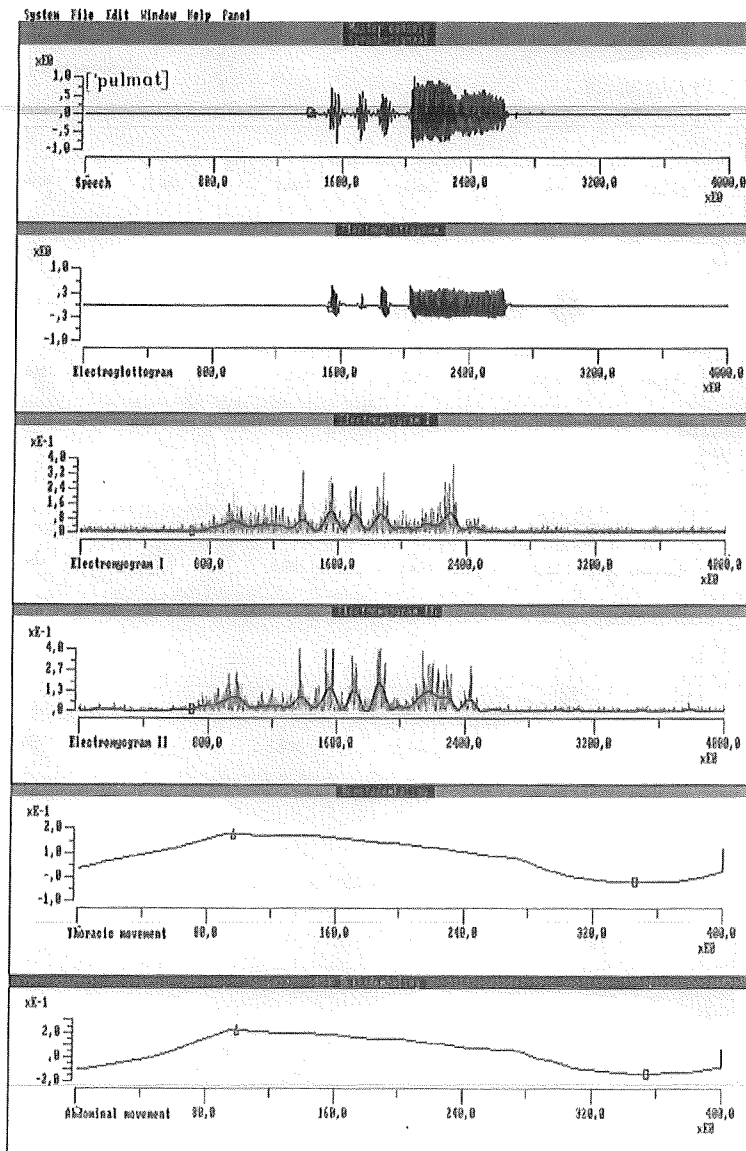 System File Edit Window Help Panel
xE0
1,0
,5
,0
-,5
-1,0
['pulmat]
Speech 800,0 1600,0 2400,0 3200,0 4000,0
xE0
xE0
1,0
,3
-,3
-1,0
Electroglottogram 800,0 1600,0 2400,0 3200,0 4000,0
xE0
xE-1
4,0
3,2
2,4
1,6
,8
,0
Electromyogram I 800,0 1600,0 2400,0 3200,0 4000,0
xE0
xE-1
4,0
2,7
1,3
,0
Electromyogram II 800,0 1600,0 2400,0 3200,0 4000,0
xE0
xE-1
2,0
1,0
-,0
-1,0
Thoracic movement 80,0 160,0 240,0 320,0 400,0
xE0
xE-1
2,0
,0
-2,0
Abdominal movement 80,0 160,0 240,0 320,0 400,0
xE0